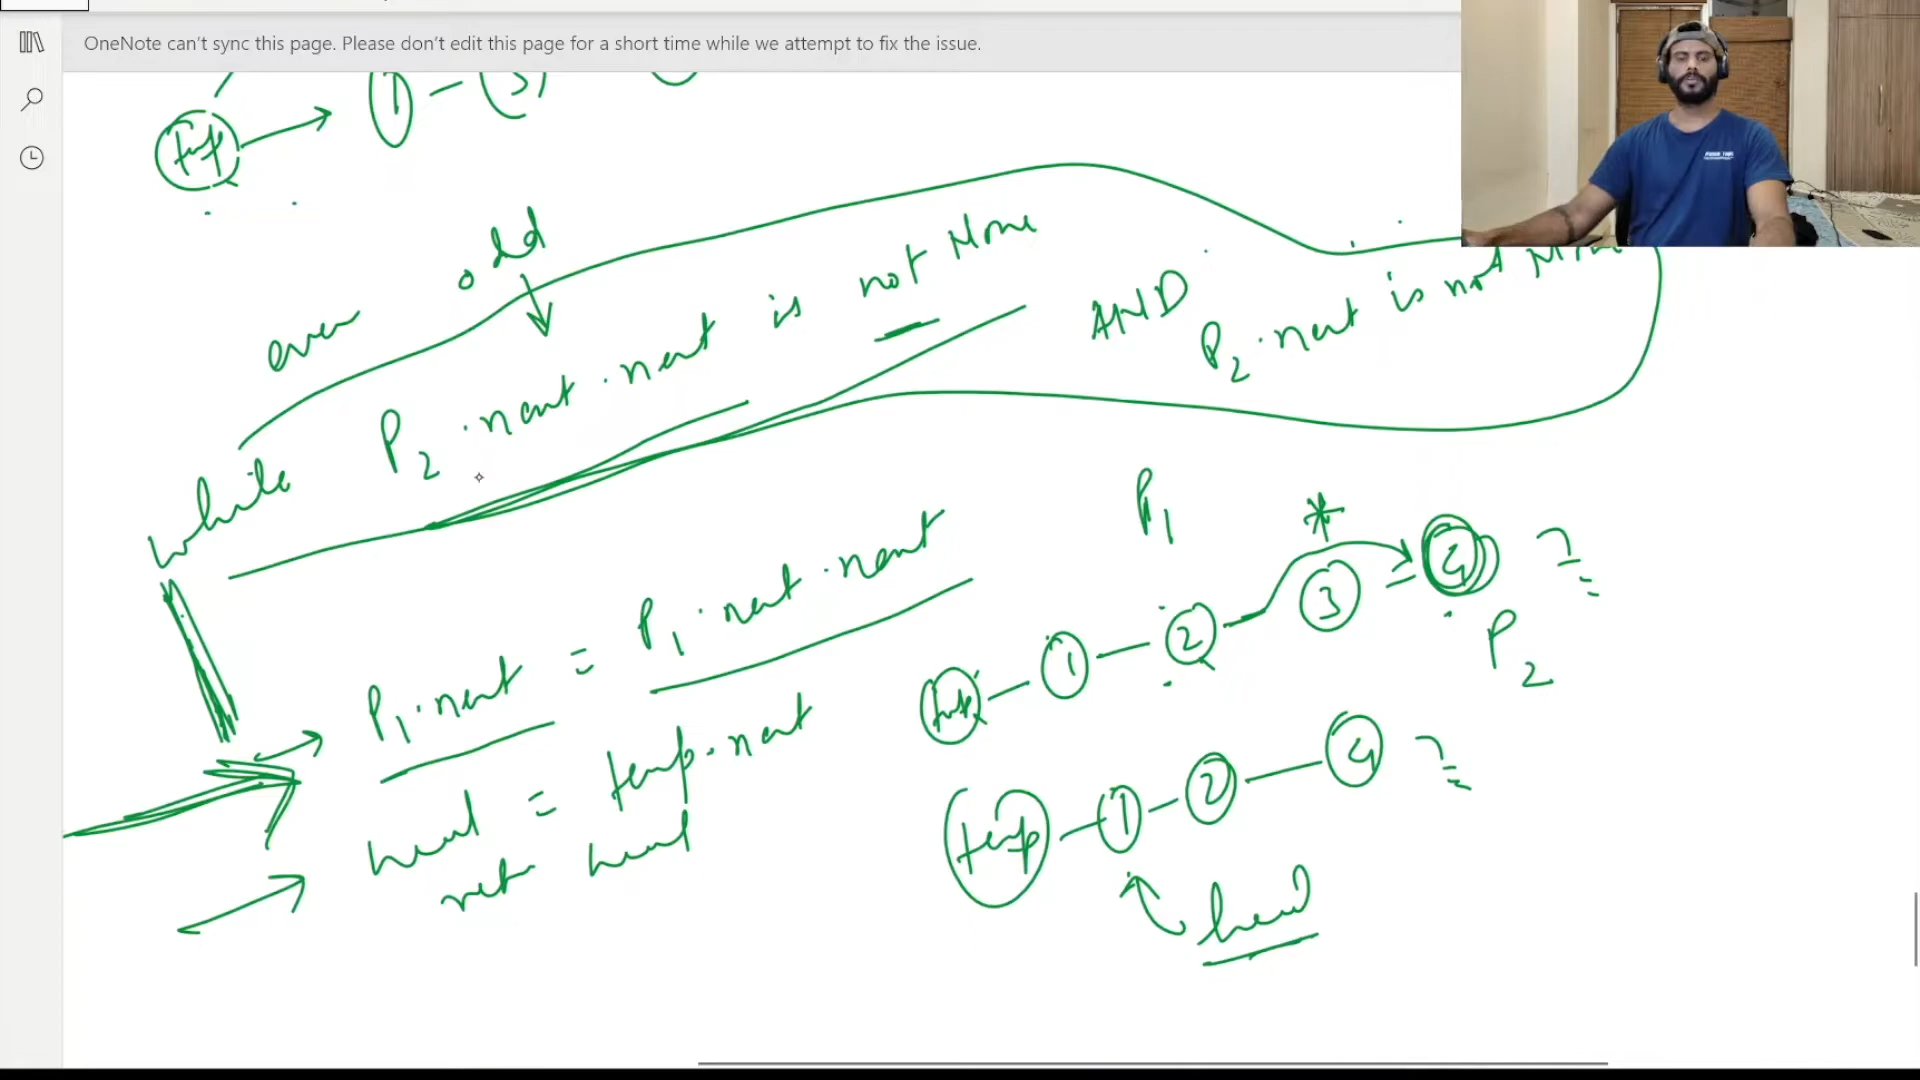 OneNote can't sync this page. Please don't edit this page for a short time while we attempt to fix the issue.
temp
1 3
odd
even
while P2.next.next is not None AND P2.next is not None
P1
P1.next = P1.next.next
temp 1 2 3 4
P2
head = temp.next
temp 1 2 4
ret head
head